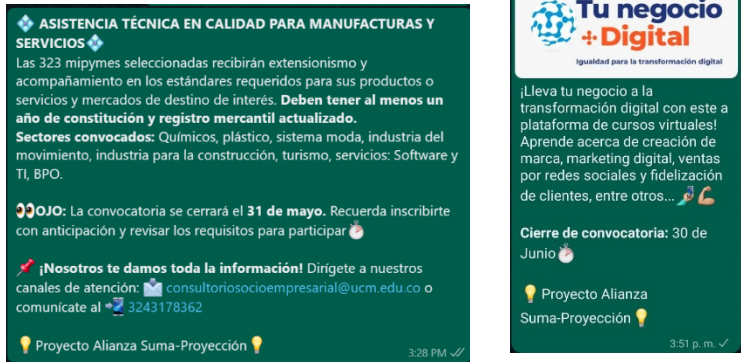 💠 ASISTENCIA TÉCNICA EN CALIDAD PARA MANUFACTURAS Y
SERVICIOS💠
Las 323 mipymes seleccionadas recibirán extensionismo y
acompañamiento en los estándares requeridos para sus productos o
servicios y mercados de destino de interés. Deben tener al menos un
año de constitución y registro mercantil actualizado.
Sectores convocados: Químicos, plástico, sistema moda, industria del
movimiento, industria para la construcción, turismo, servicios: Software y
TI, BPO.
👀OJO: La convocatoria se cerrará el 31 de mayo. Recuerda inscribirte
con anticipación y revisar los requisitos para participar⏱
📌 ¡Nosotros te damos toda la información! Dirígete a nuestros
canales de atención: 📩 consultoriosocioempresarial@ucm.edu.co o
comunícate al 📲 3243178362
💡Proyecto Alianza Suma-Proyección💡
3:28 PM
Tu negocio
+Digital
Igualdad para la transformación digital
¡Lleva tu negocio a la
transformación digital con este a
plataforma de cursos virtuales!
Aprende acerca de creación de
marca, marketing digital, ventas
por redes sociales y fidelización
de clientes, entre otros... 🤳💪
Cierre de convocatoria: 30 de
Junio⏱
💡 Proyecto Alianza
Suma-Proyección💡
3:51 p. m.